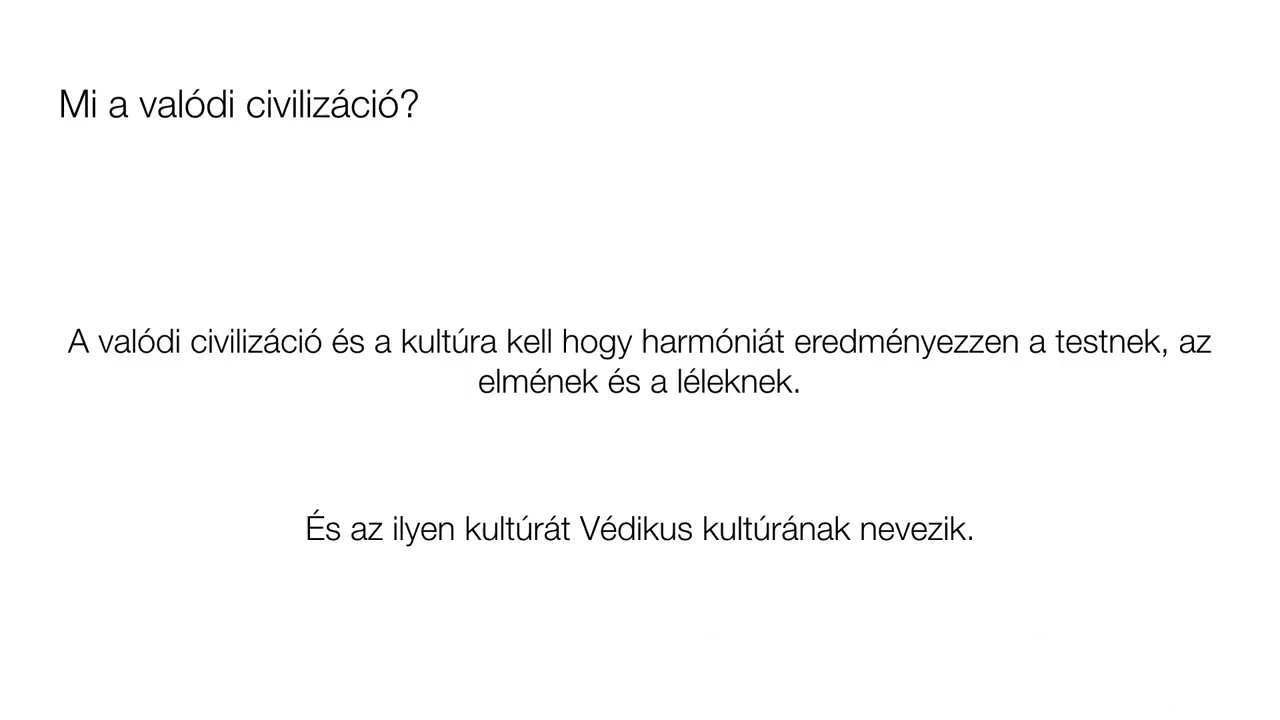 Mi a valódi civilizáció?
A valódi civilizáció és a kultúra kell hogy harmóniát eredményezzen a testnek, az
elmének és a léleknek.
És az ilyen kultúrát Védikus kultúrának nevezik.